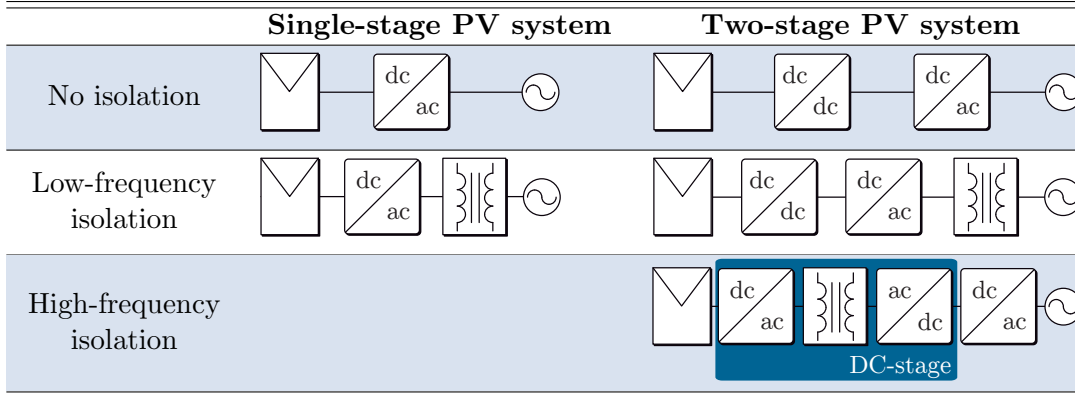 Single-stage PV system Two-stage PV system
No isolation
dc
ac
dc
dc
dc
ac
Low-frequency
isolation
dc
ac
dc
dc
dc
ac
High-frequency
isolation
dc
ac
ac
dc
dc
ac
DC-stage